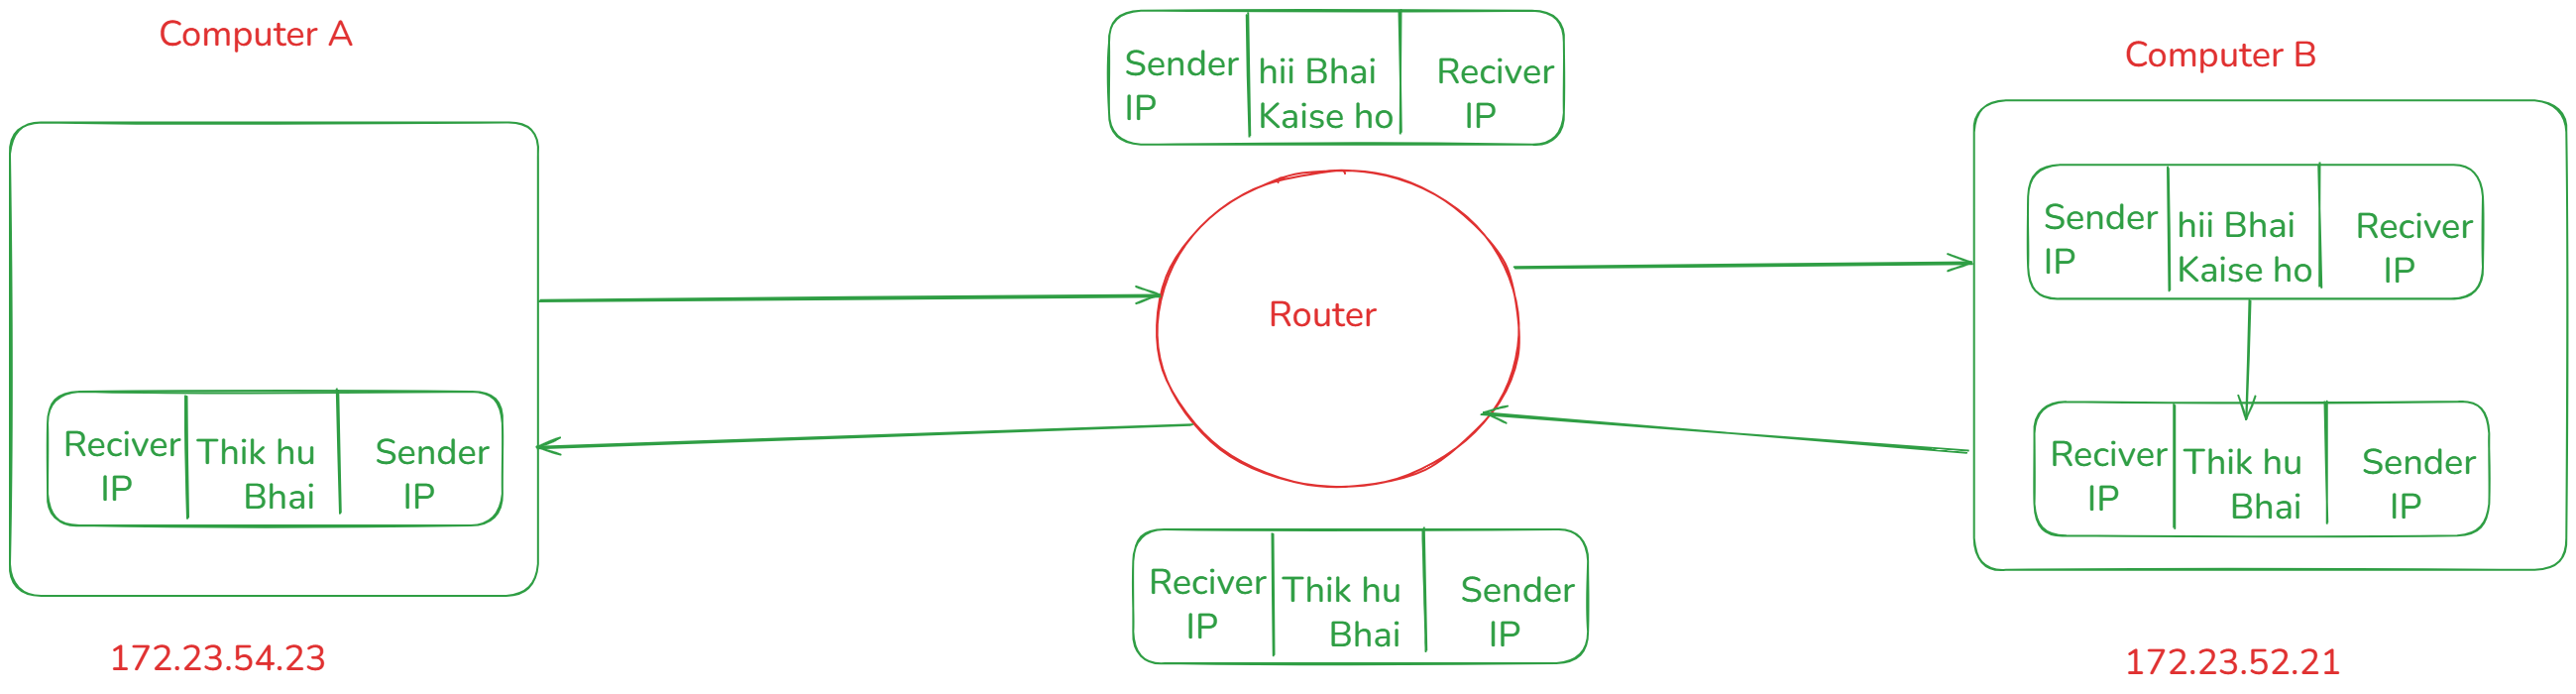 Computer A
Sender
IP
hii Bhai
Kaise ho
Reciver
IP
Computer B
Sender
IP
hii Bhai
Kaise ho
Reciver
IP
Router
Reciver
IP
Thik hu
Bhai
Sender
IP
Reciver
IP
Thik hu
Bhai
Sender
IP
Reciver
IP
Thik hu
Bhai
Sender
IP
172.23.54.23
172.23.52.21